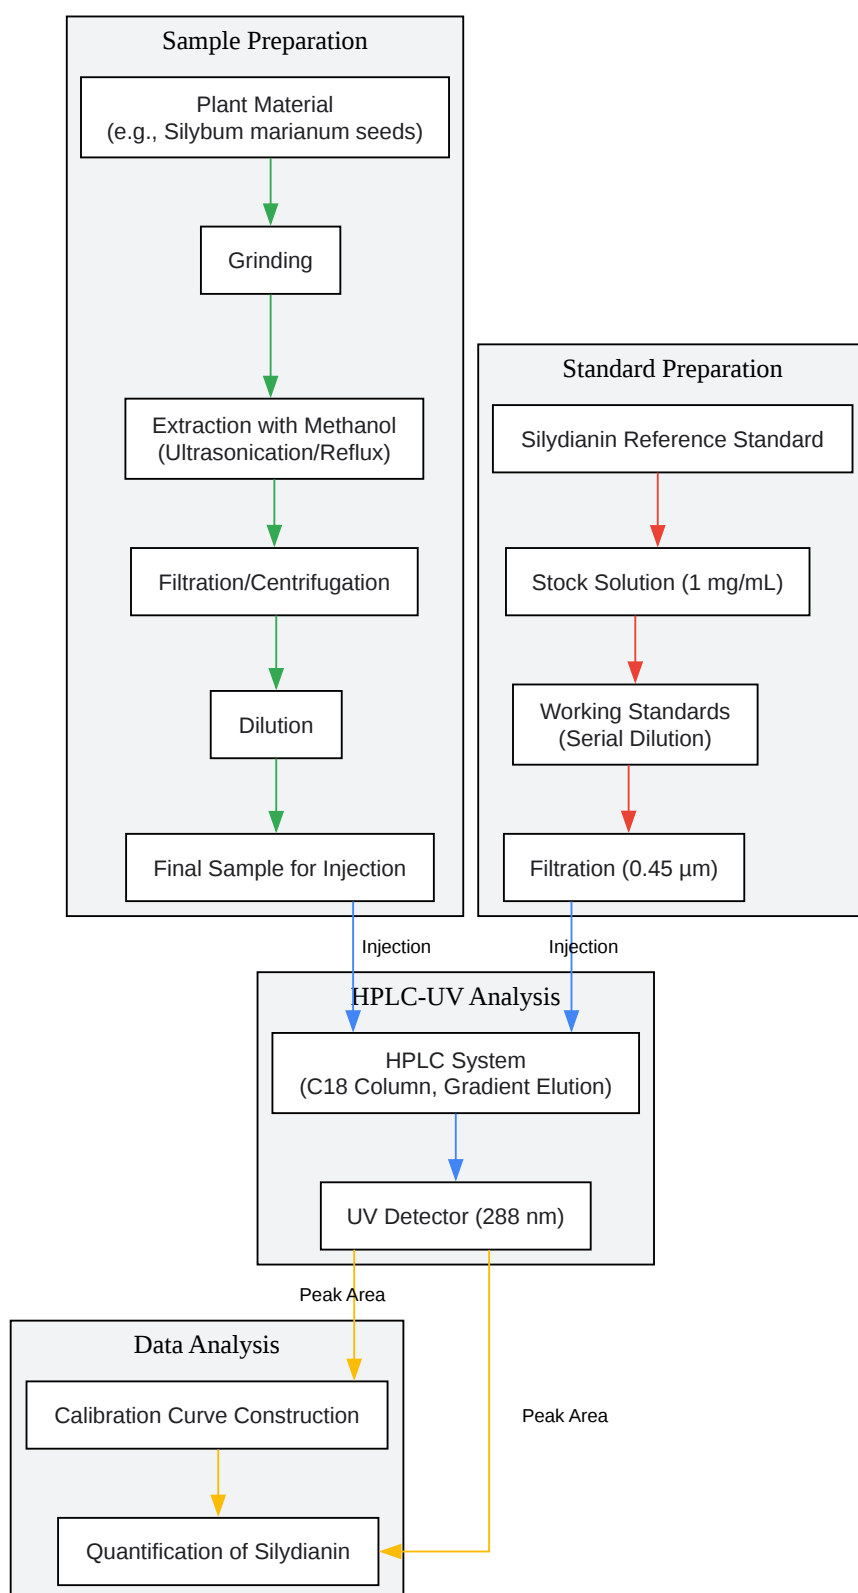 Sample Preparation
Plant Material
(e.g., Silybum marianum seeds)
Grinding
Extraction with Methanol
(Ultrasonication/Reflux)
Filtration/Centrifugation
Dilution
Final Sample for Injection
Standard Preparation
Silydianin Reference Standard
Stock Solution (1 mg/mL)
Working Standards
(Serial Dilution)
Filtration (0.45 µm)
Injection
Injection
HPLC-UV Analysis
HPLC System
(C18 Column, Gradient Elution)
UV Detector (288 nm)
Peak Area
Data Analysis
Calibration Curve Construction
Peak Area
Quantification of Silydianin